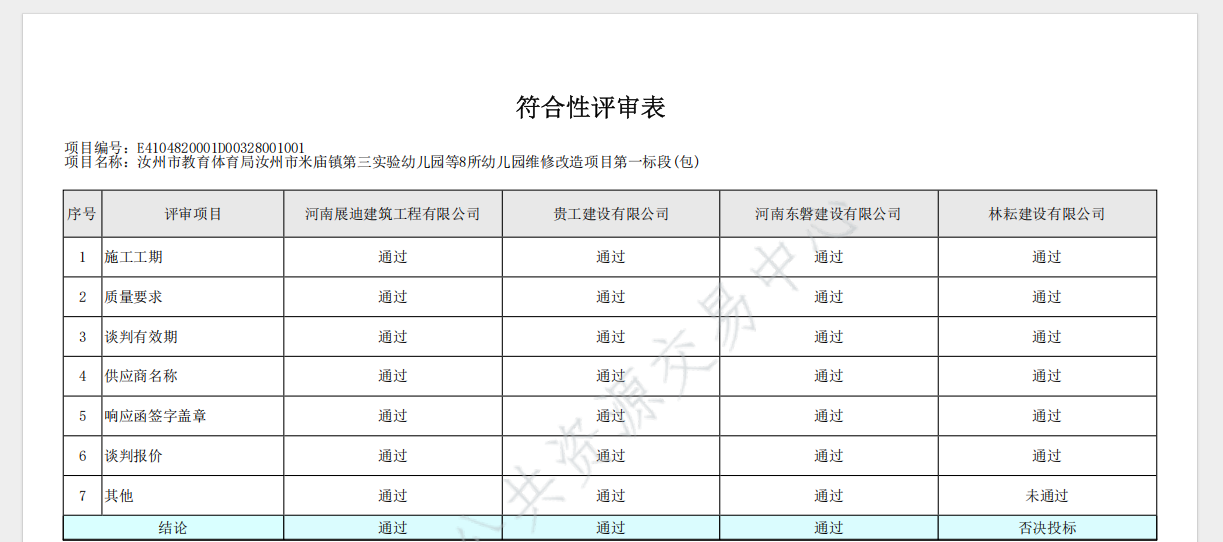 符合性评审表
项目编号：E4104820001D00328001001
项目名称：汝州市教育体育局汝州市米庙镇第三实验幼儿园等8所幼儿园维修改造项目第一标段(包)
序号 评审项目 河南展迪建筑工程有限公司 贵工建设有限公司 河南东磐建设有限公司 林耘建设有限公司
1 施工工期 通过 通过 通过 通过
2 质量要求 通过 通过 通过 通过
3 谈判有效期 通过 通过 通过 通过
4 供应商名称 通过 通过 通过 通过
5 响应函签字盖章 通过 通过 通过 通过
6 谈判报价 通过 通过 通过 通过
7 其他 通过 通过 通过 未通过
结论 通过 通过 通过 否决投标
公共资源交易中心